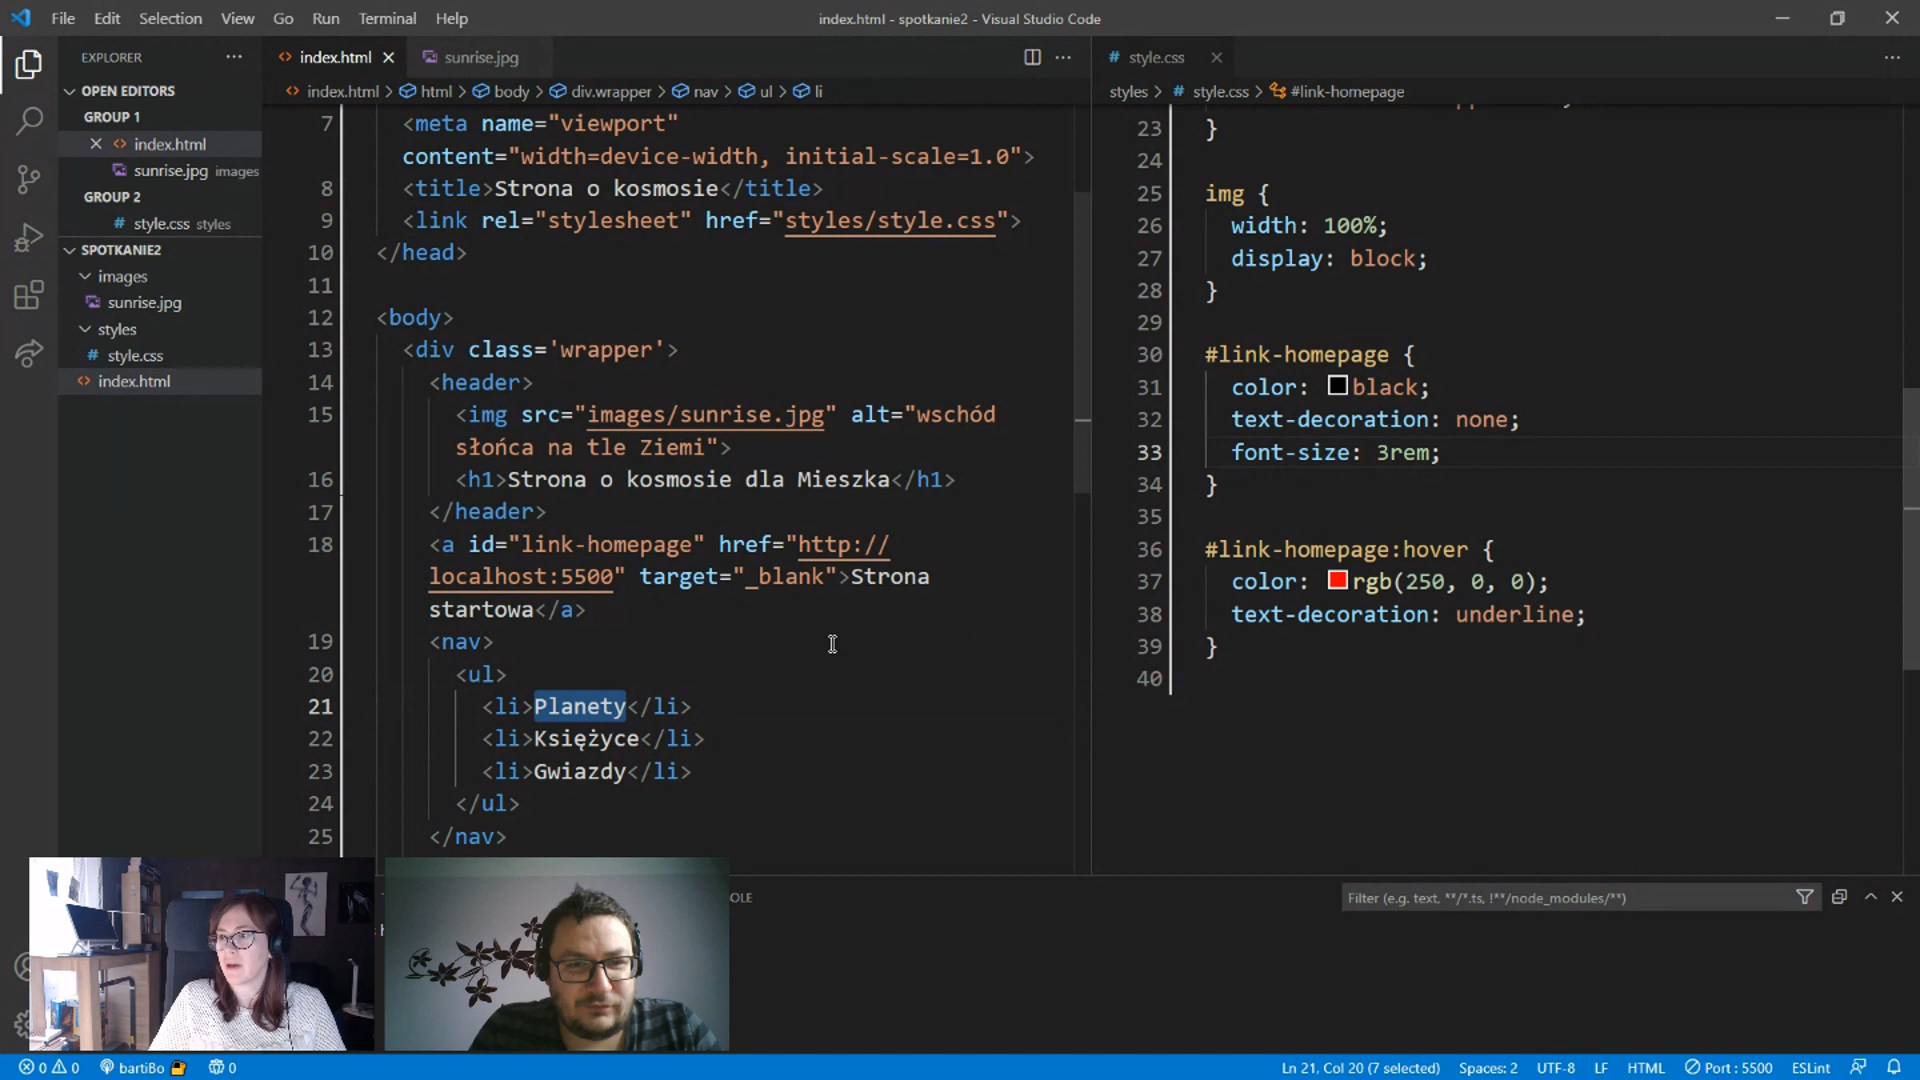 File Edit Selection View Go Run Terminal Help
index.html - spotkanie2 - Visual Studio Code
EXPLORER
OPEN EDITORS
GROUP 1
index.html
sunrise.jpg images
GROUP 2
style.css styles
SPOTKANIE2
images
sunrise.jpg
styles
style.css
index.html
index.html
sunrise.jpg
index.html > html > body > div.wrapper > nav > ul > li
7 <meta name="viewport"
content="width=device-width, initial-scale=1.0">
8 <title>Strona o kosmosie</title>
9 <link rel="stylesheet" href="styles/style.css">
10 </head>
11
12 <body>
13 <div class='wrapper'>
14 <header>
15 <img src="images/sunrise.jpg" alt="wschód
słońca na tle Ziemi">
16 <h1>Strona o kosmosie dla Mieszka</h1>
17 </header>
18 <a id="link-homepage" href="http://
localhost:5500" target="_blank">Strona
startowa</a>
19 <nav>
20 <ul>
21 <li>Planety</li>
22 <li>Księżyce</li>
23 <li>Gwiazdy</li>
24 </ul>
25 </nav>
style.css
styles > style.css > #link-homepage
23 }
24
25 img {
26 width: 100%;
27 display: block;
28 }
29
30 #link-homepage {
31 color: black;
32 text-decoration: none;
33 font-size: 3rem;
34 }
35
36 #link-homepage:hover {
37 color: rgb(250, 0, 0);
38 text-decoration: underline;
39 }
40
OLE
Filter (e.g. text, **/*.ts, !**/node_modules/**)
0 0 bartiBo 0
Ln 21, Col 20 (7 selected) Spaces: 2 UTF-8 LF HTML Port : 5500 ESLint